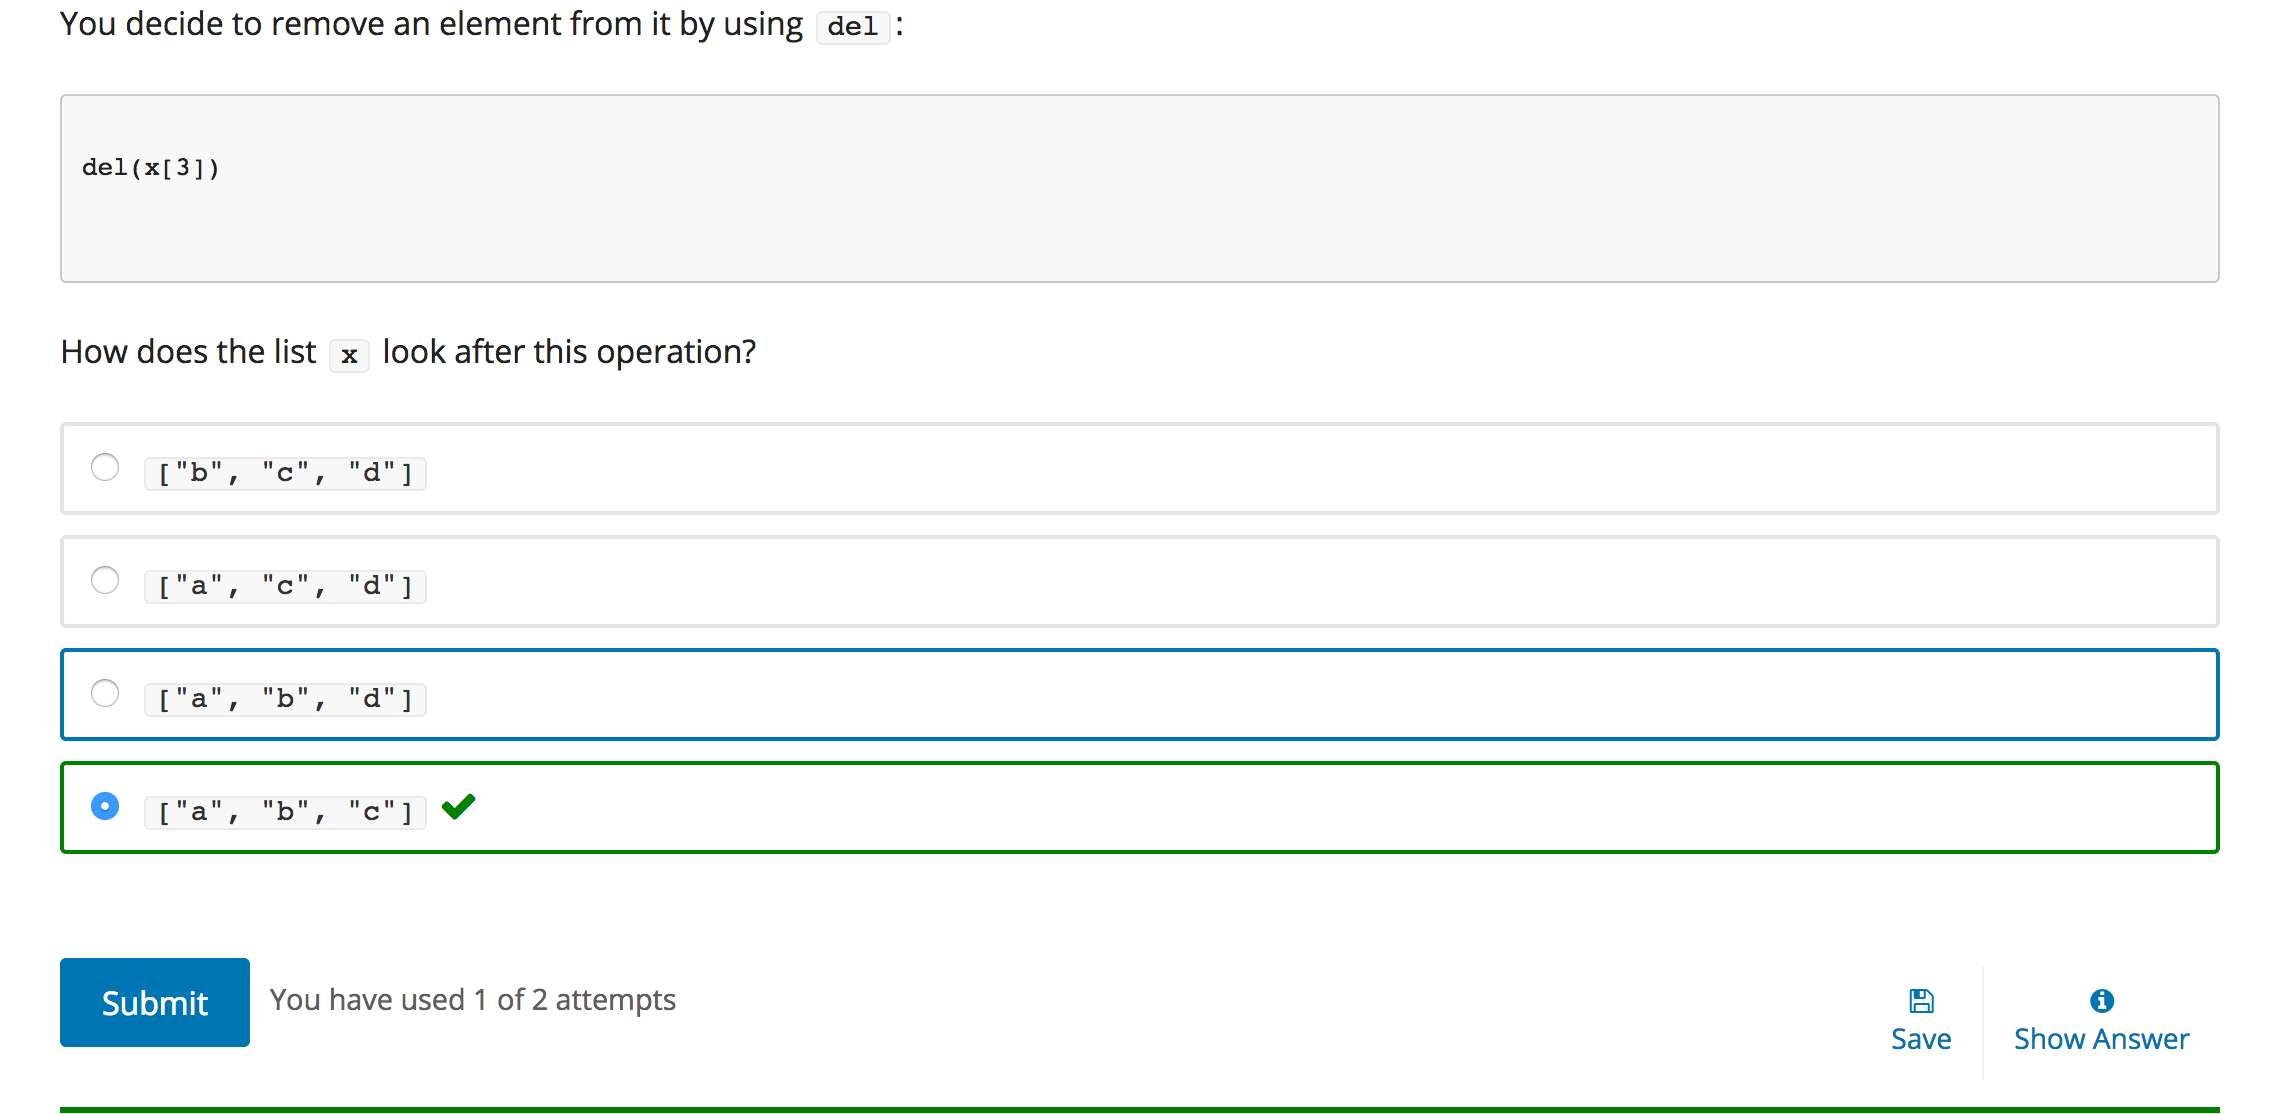 You decide to remove an element from it by using del :
del(x[3])
How does the list x look after this operation?
["b", "c", "d"]
["a", "c", "d"]
["a", "b", "d"]
["a", "b", "c"]
Submit
You have used 1 of 2 attempts
Save
Show Answer